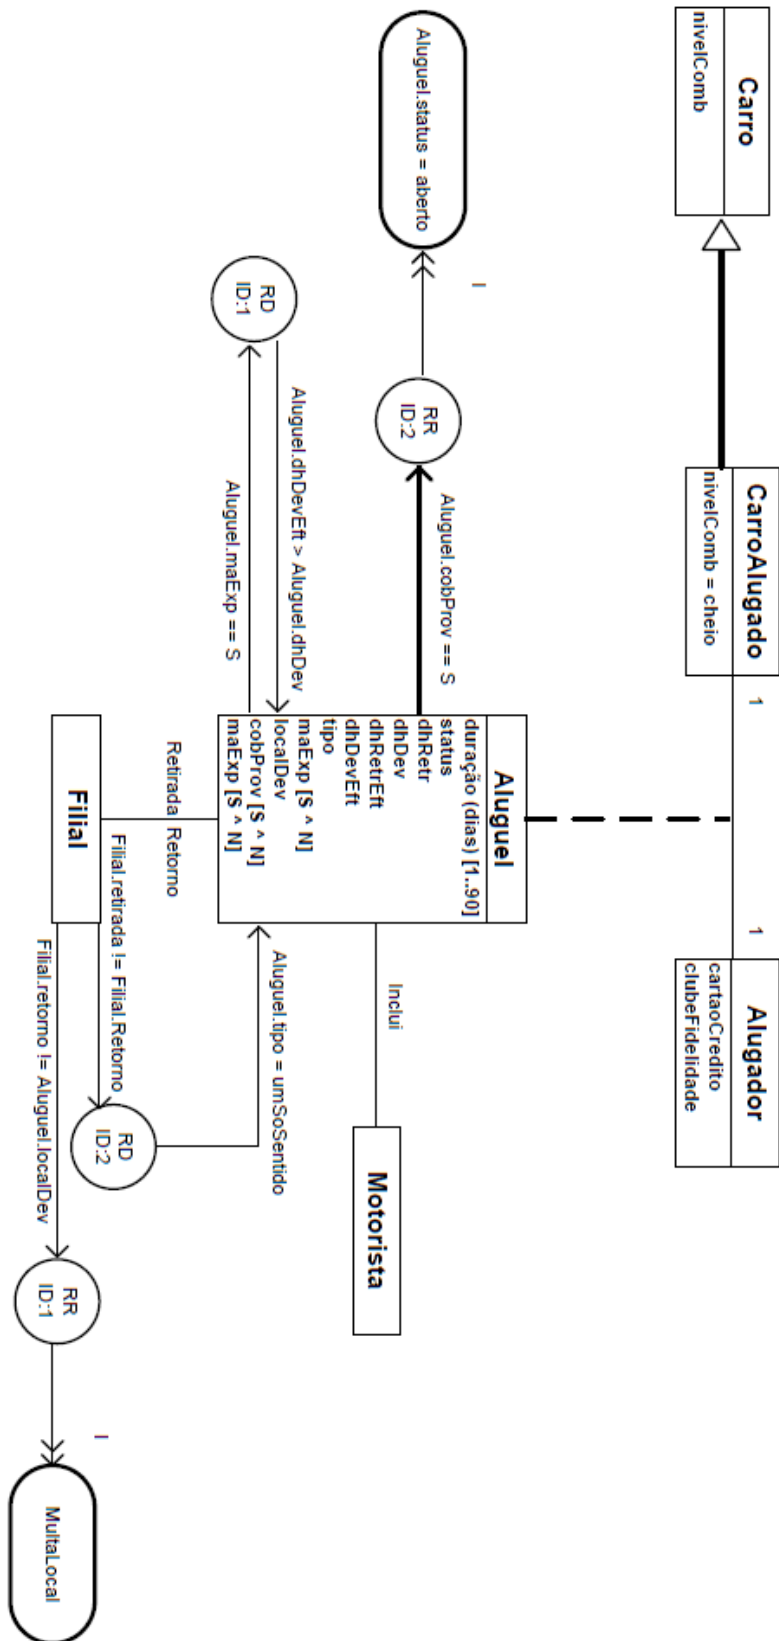 Carro
nivelComb
CarroAlugado
nivelComb = cheio
1
1
Alugador
cartaoCredito
clubeFidelidade
I
Aluguel.status = aberto
RR
ID:2
Aluguel.cobProv == S
Aluguel
duração (dias) [1..90]
status
dhRetr
dhDev
dhRetrEft
dhDevEft
tipo
maExp [S ^ N]
localDev
cobProv [S ^ N]
maExp [S ^ N]
Inclui
Motorista
RD
ID:1
Aluguel.dhDevEft > Aluguel.dhDev
Aluguel.maExp == S
Aluguel.tipo = umSoSentido
Retirada
Retorno
Filial
Filial.retirada != Filial.Retorno
RD
ID:2
Filial.retorno != Aluguel.localDev
RR
ID:1
I
MultaLocal